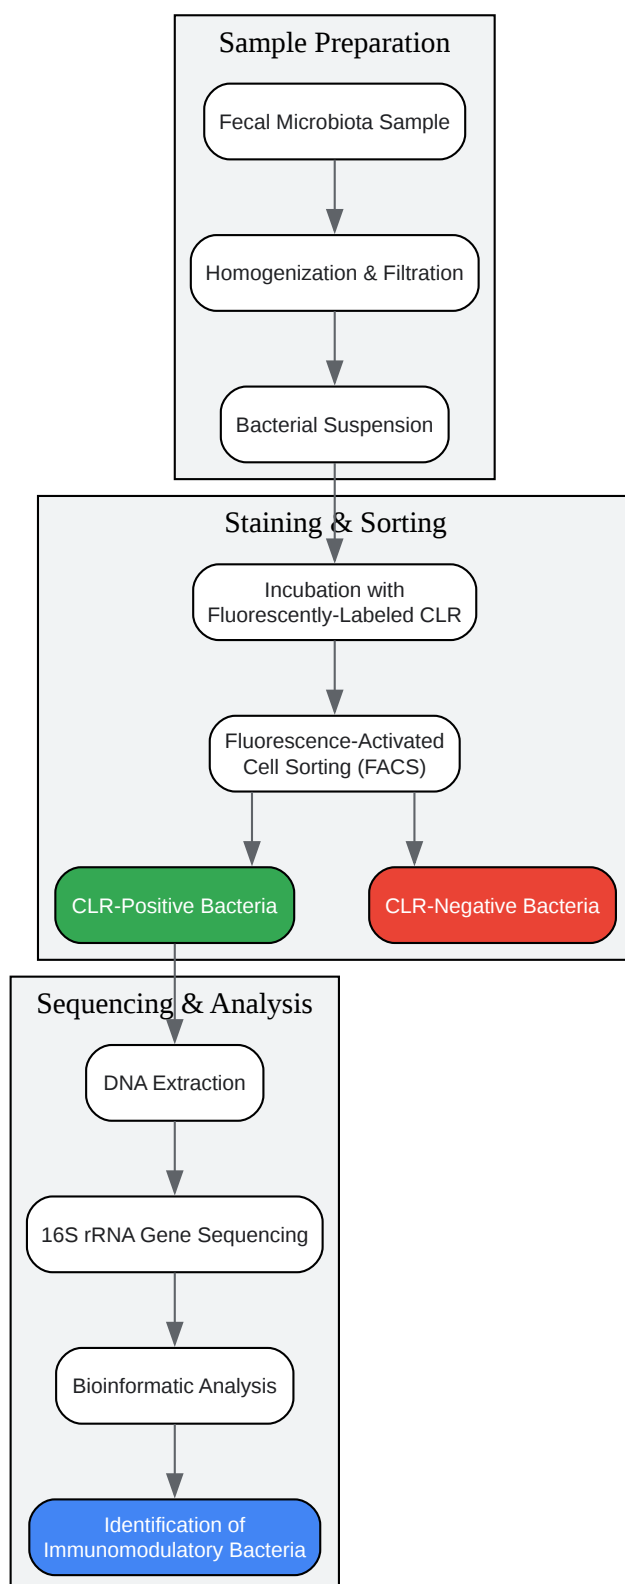 Sample Preparation
Fecal Microbiota Sample
Homogenization & Filtration
Bacterial Suspension
Staining & Sorting
Incubation with
Fluorescently-Labeled CLR
Fluorescence-Activated
Cell Sorting (FACS)
CLR-Positive Bacteria
CLR-Negative Bacteria
Sequencing & Analysis
DNA Extraction
16S rRNA Gene Sequencing
Bioinformatic Analysis
Identification of
Immunomodulatory Bacteria